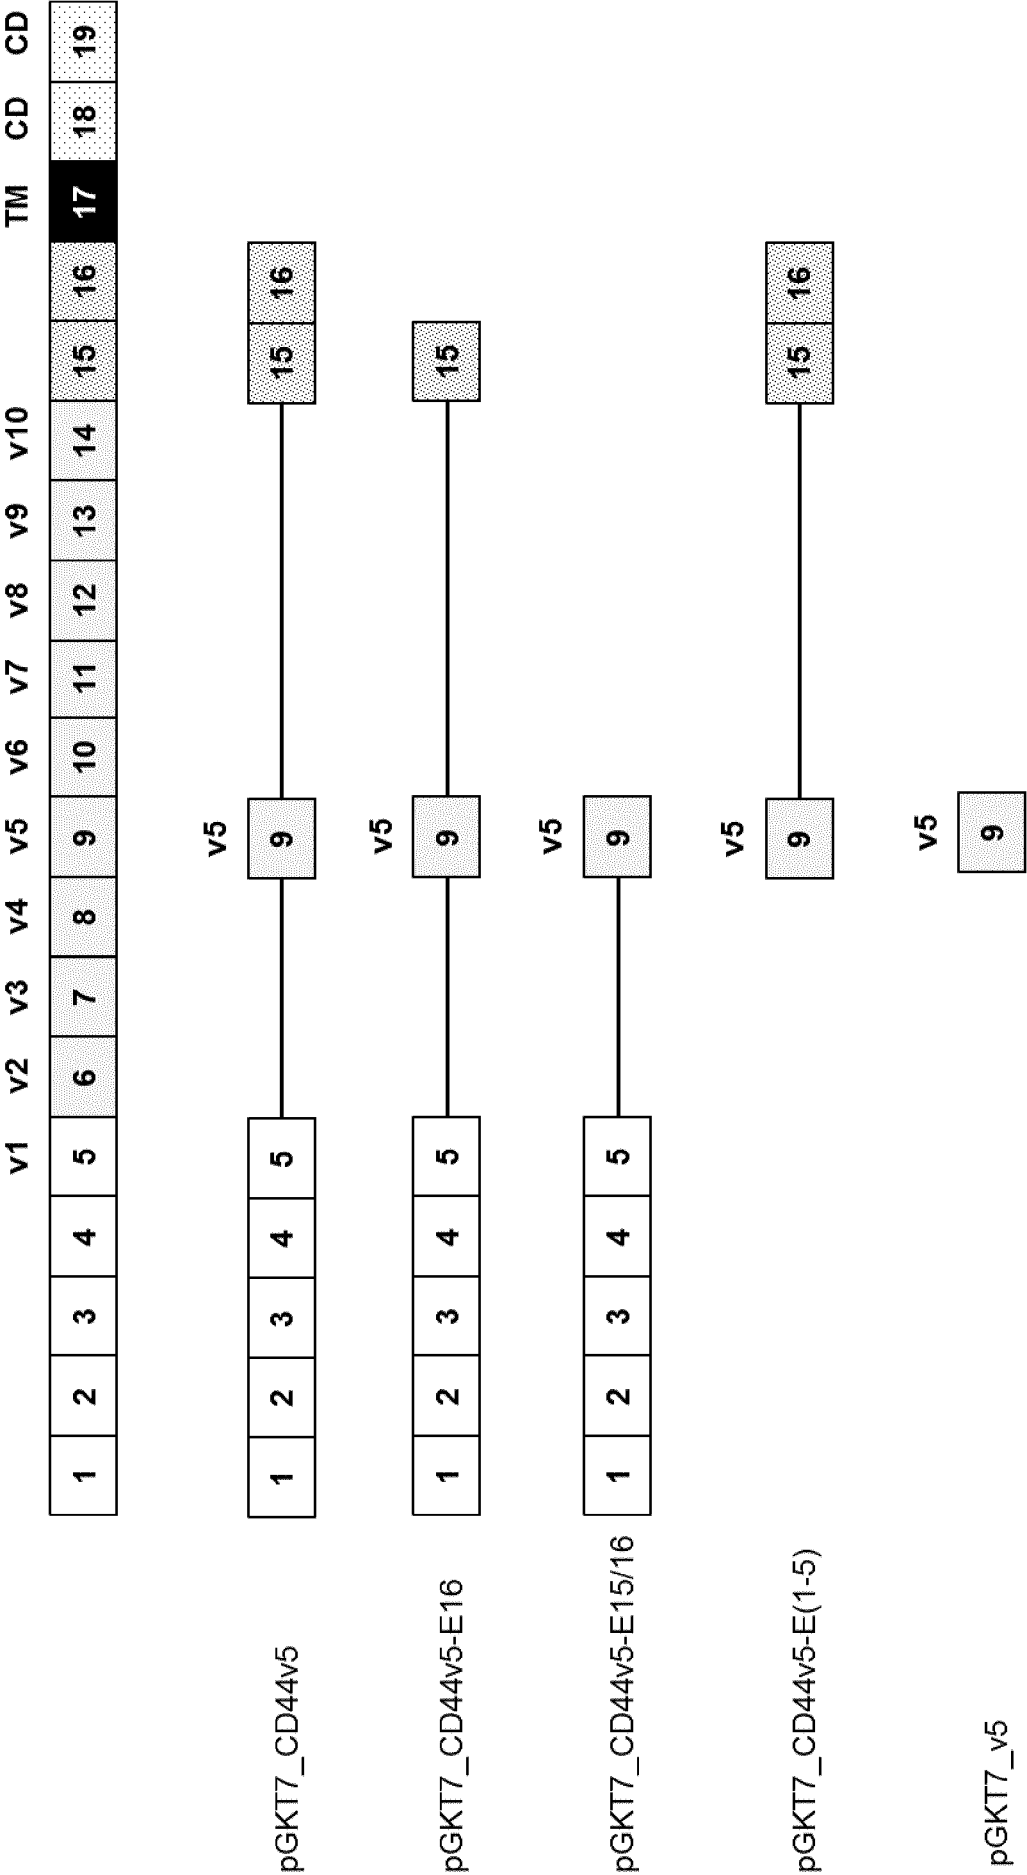 v1 v2 v3 v4 v5 v6 v7 v8 v9 v10 TM CD CD
1 2 3 4 5 6 7 8 9 10 11 12 13 14 15 16 17 18 19
v5
pGKT7_CD44v5 1 2 3 4 5 9 15 16
v5
pGKT7_CD44v5-E16 1 2 3 4 5 9 15
v5
pGKT7_CD44v5-E15/16 1 2 3 4 5 9
v5
pGKT7_CD44v5-E(1-5) 9 15 16
v5
pGKT7_v5 9